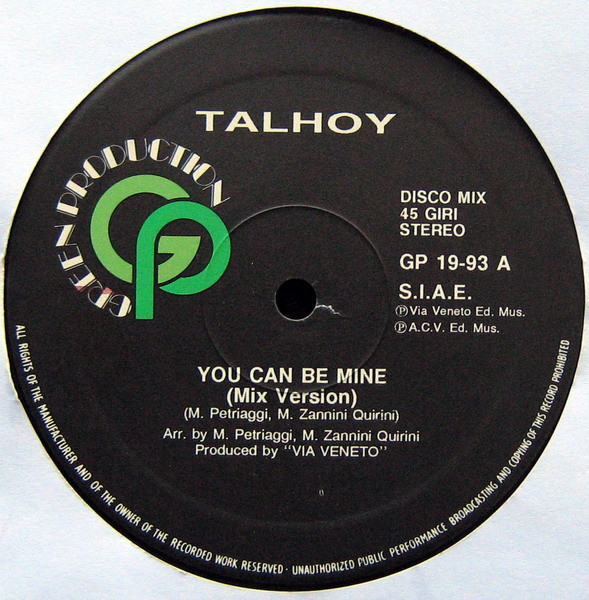 TALHOY
GREEN PRODUCTION
GP
DISCO MIX
45 GIRI
STEREO
GP 19-93 A
S.I.A.E.
Ⓟ Via Veneto Ed. Mus.
Ⓟ A.C.V. Ed. Mus.
YOU CAN BE MINE
(Mix Version)
(M. Petriaggi, M. Zannini Quirini)
Arr. by M. Petriaggi, M. Zannini Quirini
Produced by "VIA VENETO"
ALL RIGHTS OF THE MANUFACTURER AND OF THE OWNER OF THE RECORDED WORK RESERVED - UNAUTHORIZED PUBLIC PERFORMANCE BROADCASTING AND COPYING OF THIS RECORD PROHIBITED